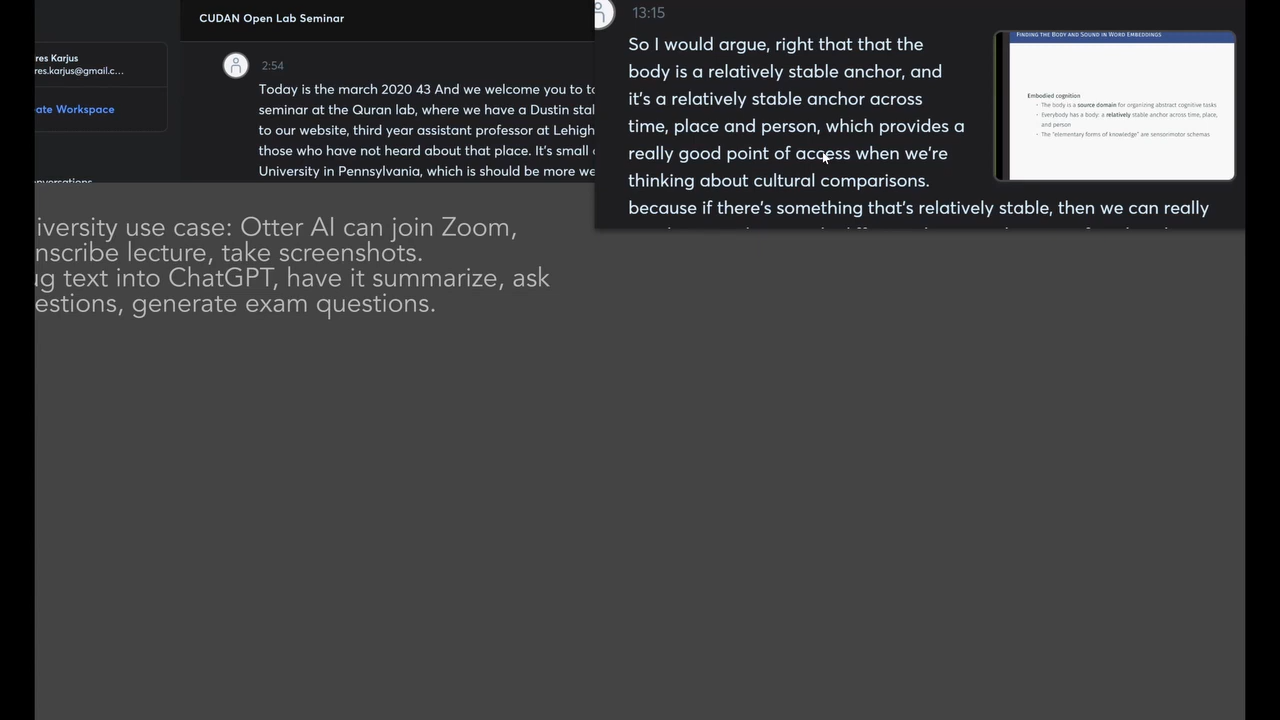 CUDAN Open Lab Seminar
res Karjus
res.karjus@gmail.c...
ate Workspace
2:54
Today is the march 2020 43 And we welcome you to to
seminar at the Quran lab, where we have a Dustin stal
to our website, third year assistant professor at Lehigh
those who have not heard about that place. It's small
University in Pennsylvania, which is should be more we
13:15
So I would argue, right that that the
body is a relatively stable anchor, and
it's a relatively stable anchor across
time, place and person, which provides a
really good point of access when we're
thinking about cultural comparisons.
because if there's something that's relatively stable, then we can really
Finding the Body and Sound in Word Embeddings
Embodied cognition
- The body is a source domain for organizing abstract cognitive tasks
- Everybody has a body: a relatively stable anchor across time, place,
and person
- The "elementary forms of knowledge" are sensorimotor schemas
iversity use case: Otter AI can join Zoom,
nscribe lecture, take screenshots.
ug text into ChatGPT, have it summarize, ask
estions, generate exam questions.